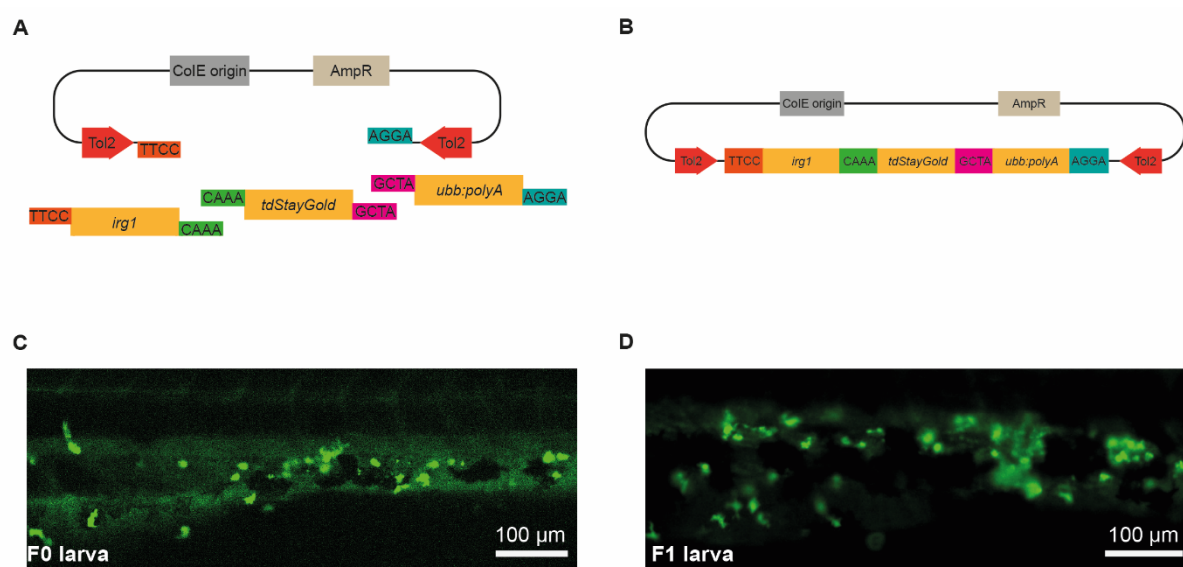 A
ColE origin
AmpR
Tol2
TTCC
AGGA
Tol2
TTCC
irg1
CAAA
CAAA
tdStayGold
GCTA
GCTA
ubb:polyA
AGGA
B
ColE origin
AmpR
Tol2
TTCC
irg1
CAAA
tdStayGold
GCTA
ubb:polyA
AGGA
Tol2
C
F0 larva
100 µm
D
F1 larva
100 µm